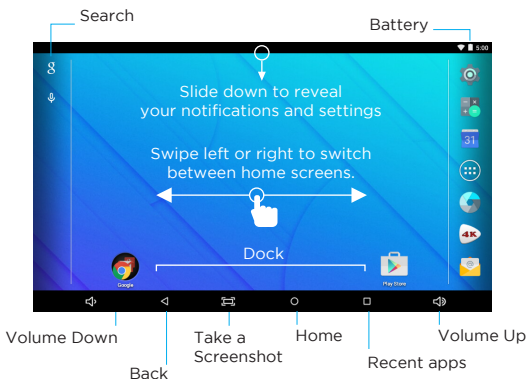 Search
Battery
5:00
g
Slide down to reveal
your notifications and settings
31
Swipe left or right to switch
between home screens.
4K
Dock
Google
Play Store
Volume Down
Back
Take a
Screenshot
Home
Recent apps
Volume Up